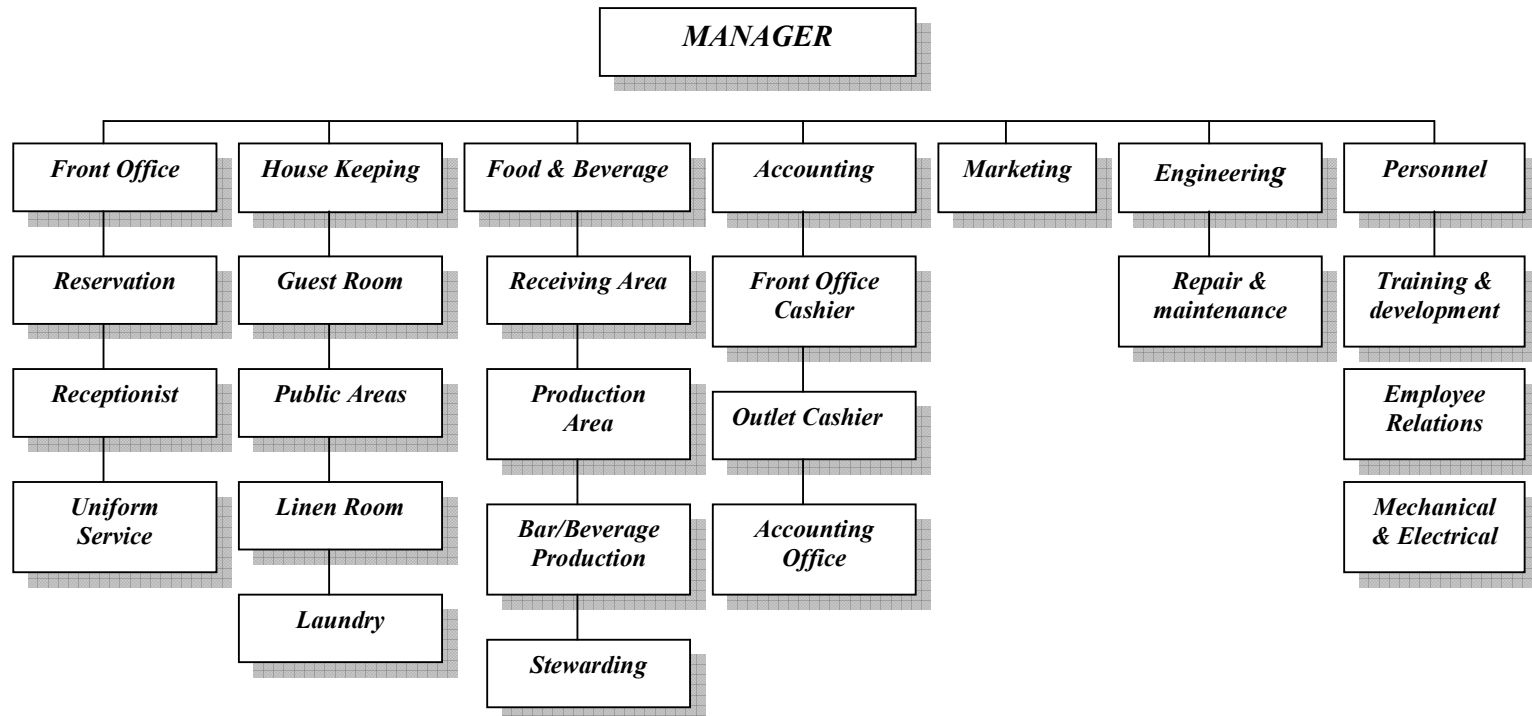 MANAGER
Front Office
House Keeping
Food & Beverage
Accounting
Marketing
Engineering
Personnel
Reservation
Guest Room
Receiving Area
Front Office
Cashier
Repair &
maintenance
Training &
development
Receptionist
Public Areas
Production
Area
Outlet Cashier
Employee
Relations
Uniform
Service
Linen Room
Bar/Beverage
Production
Accounting
Office
Mechanical
& Electrical
Laundry
Stewarding